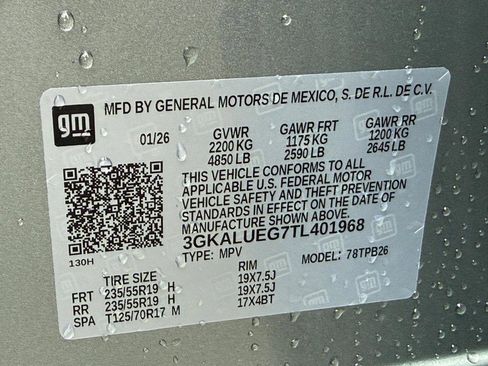 gm
MFD BY GENERAL MOTORS DE MEXICO, S. DE R.L. DE C.V.
01/26 GVWR GAWR FRT GAWR RR
2200 KG 1175 KG 1200 KG
4850 LB 2590 LB 2645 LB
THIS VEHICLE CONFORMS TO ALL
APPLICABLE U.S. FEDERAL MOTOR
VEHICLE SAFETY AND THEFT PREVENTION
STANDARDS IN EFFECT ON THE DATE OF
MANUFACTURE SHOWN ABOVE.
3GKALUEG7TL401968
130H TYPE: MPV MODEL: 78TPB26
TIRE SIZE RIM
FRT 235/55R19 H 19X7.5J
RR 235/55R19 H 19X7.5J
SPA T125/70R17 M 17X4BT